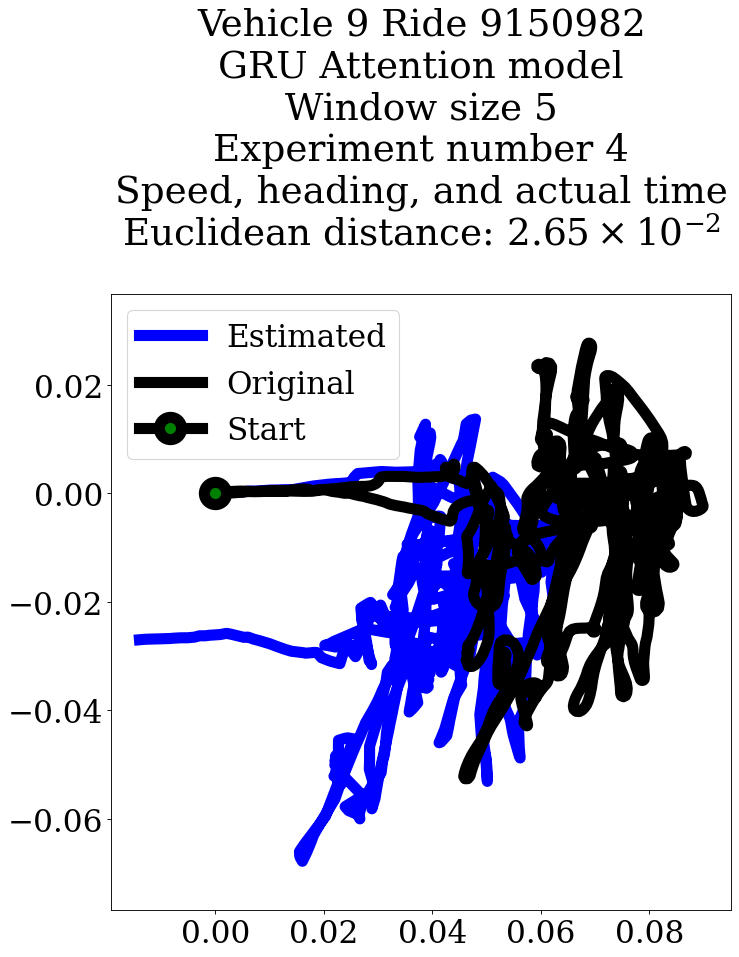 Vehicle 9 Ride 9150982
GRU Attention model
Window size 5
Experiment number 4
Speed, heading, and actual time
Euclidean distance: 2.65 × 10⁻²
Estimated
Original
Start
0.02
0.00
−0.02
−0.04
−0.06
0.00 0.02 0.04 0.06 0.08